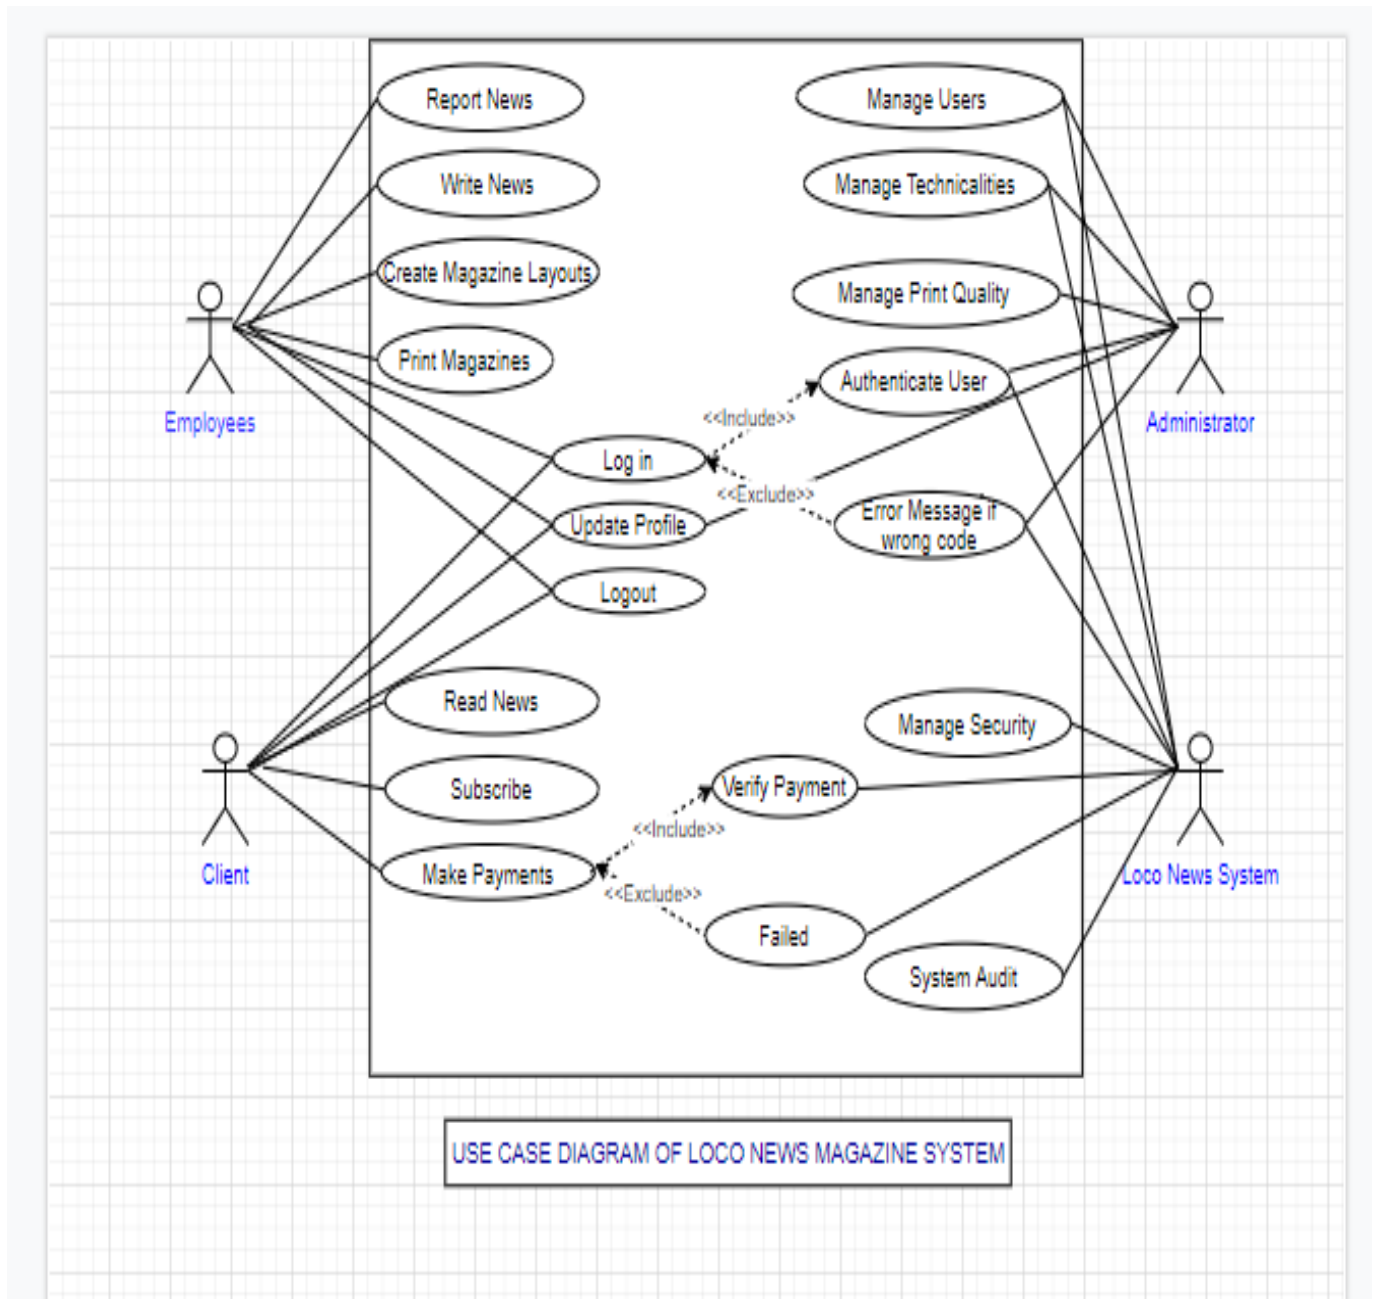 Report News
Manage Users
Write News
Manage Technicalities
Create Magazine Layouts
Manage Print Quality
Print Magazines
Authenticate User
Employees
Administrator
<<Include>>
Log in
<<Exclude>>
Error Message if
wrong code
Update Profile
Logout
Read News
Manage Security
Subscribe
Verify Payment
<<Include>>
Client
Make Payments
Loco News System
<<Exclude>>
Failed
System Audit
USE CASE DIAGRAM OF LOCO NEWS MAGAZINE SYSTEM